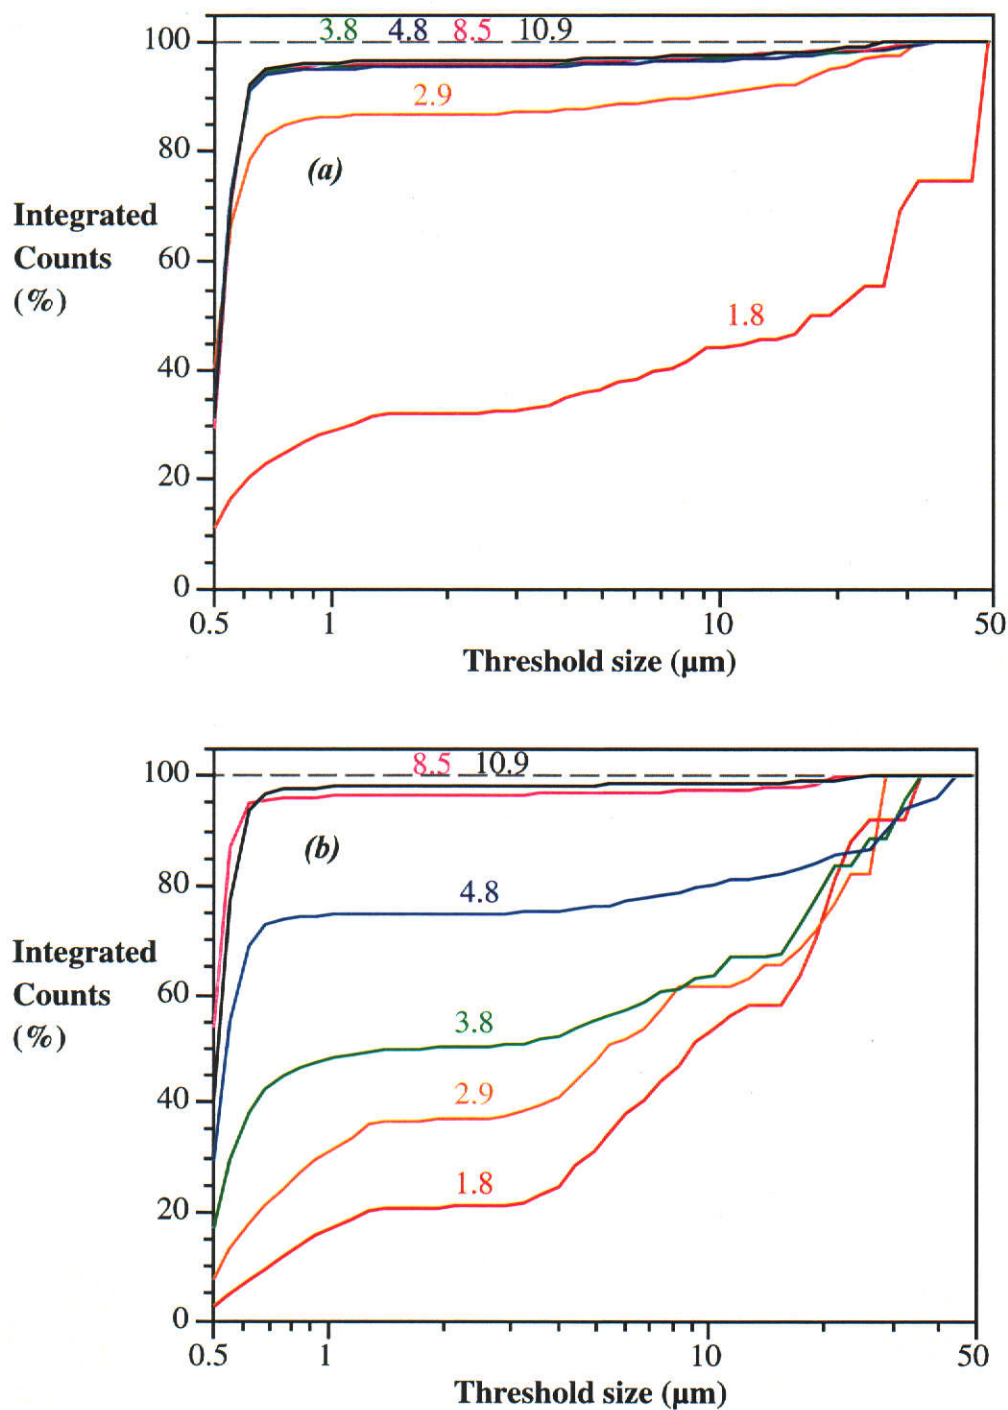 3.8 4.8 8.5 10.9
100
2.9
80
(a)
Integrated
Counts
(%)
60
1.8
40
20
0
0.5 1 10 50
Threshold size (μm)
8.5 10.9
100
(b)
80
4.8
Integrated
Counts
(%)
60
3.8
40
2.9
20
1.8
0
0.5 1 10 50
Threshold size (μm)